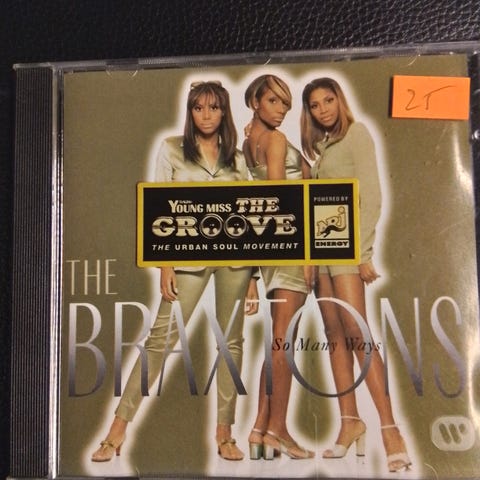 25
YOUNG MISS THE
GROOVE
THE URBAN SOUL MOVEMENT
POWERED BY
NRJ
ENERGY
THE
BRAXTONS
So Many Ways